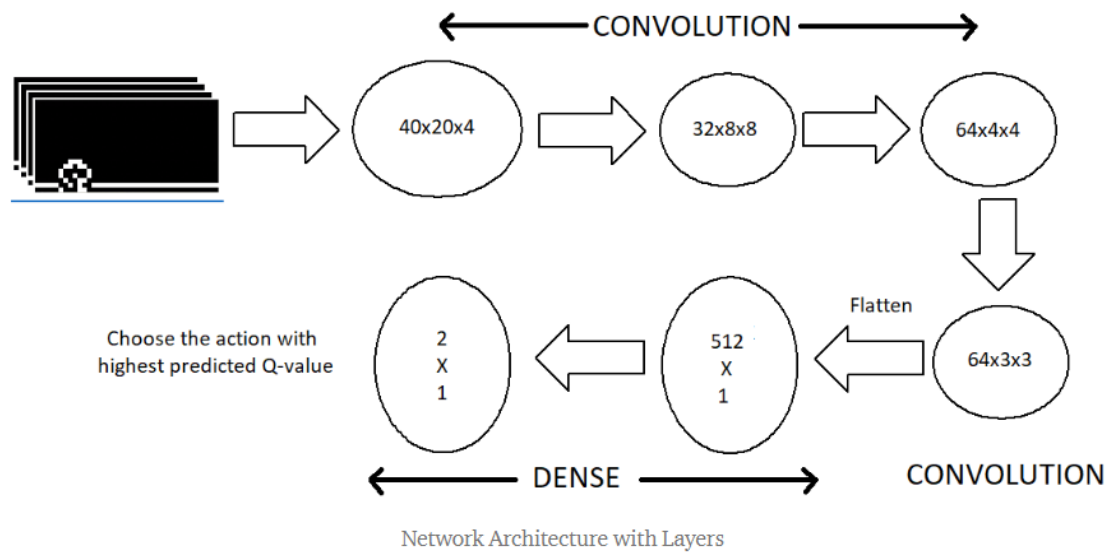 CONVOLUTION
40x20x4
32x8x8
64x4x4
Flatten
64x3x3
512
X
1
2
X
1
Choose the action with
highest predicted Q-value
DENSE
CONVOLUTION
Network Architecture with Layers